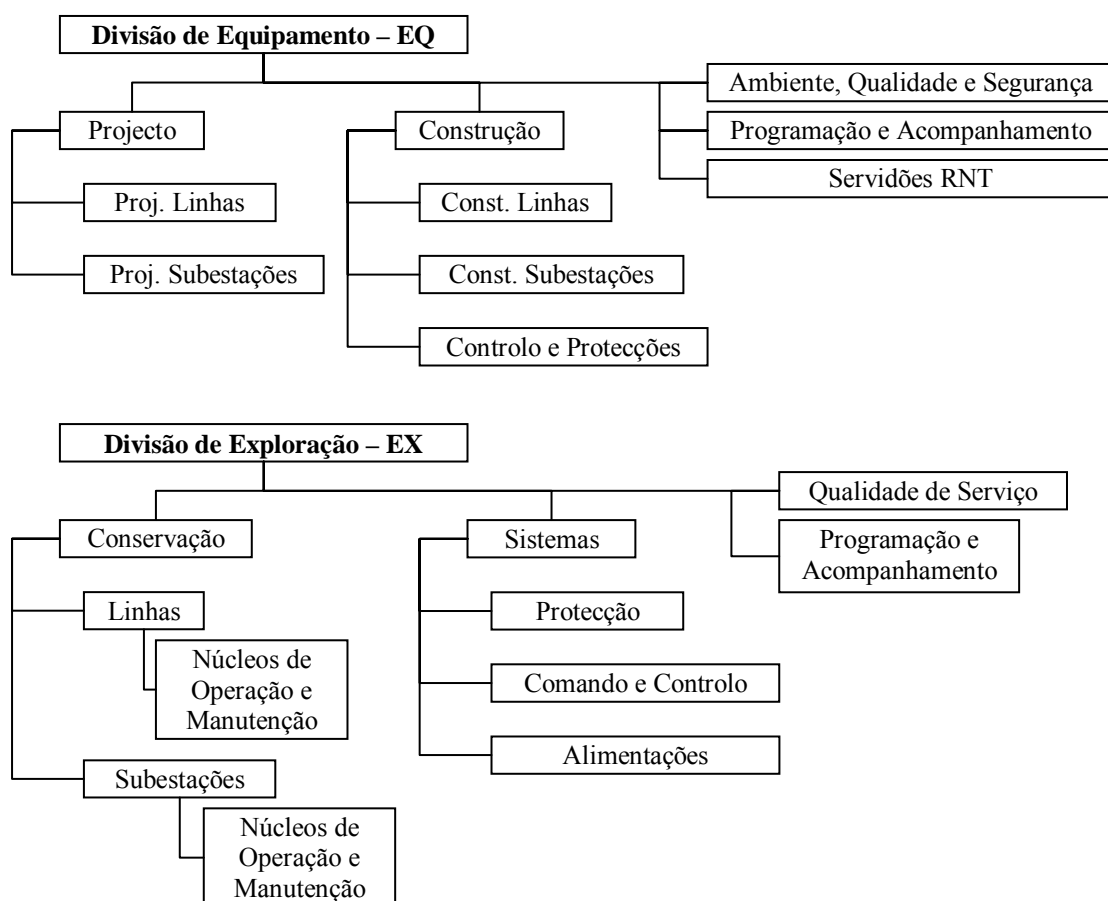 Divisão de Equipamento – EQ
Ambiente, Qualidade e Segurança
Projecto
Construção
Programação e Acompanhamento
Servidões RNT
Proj. Linhas
Const. Linhas
Proj. Subestações
Const. Subestações
Controlo e Protecções
Divisão de Exploração – EX
Qualidade de Serviço
Conservação
Sistemas
Programação e
Acompanhamento
Linhas
Protecção
Núcleos de
Operação e
Manutenção
Comando e Controlo
Alimentações
Subestações
Núcleos de
Operação e
Manutenção